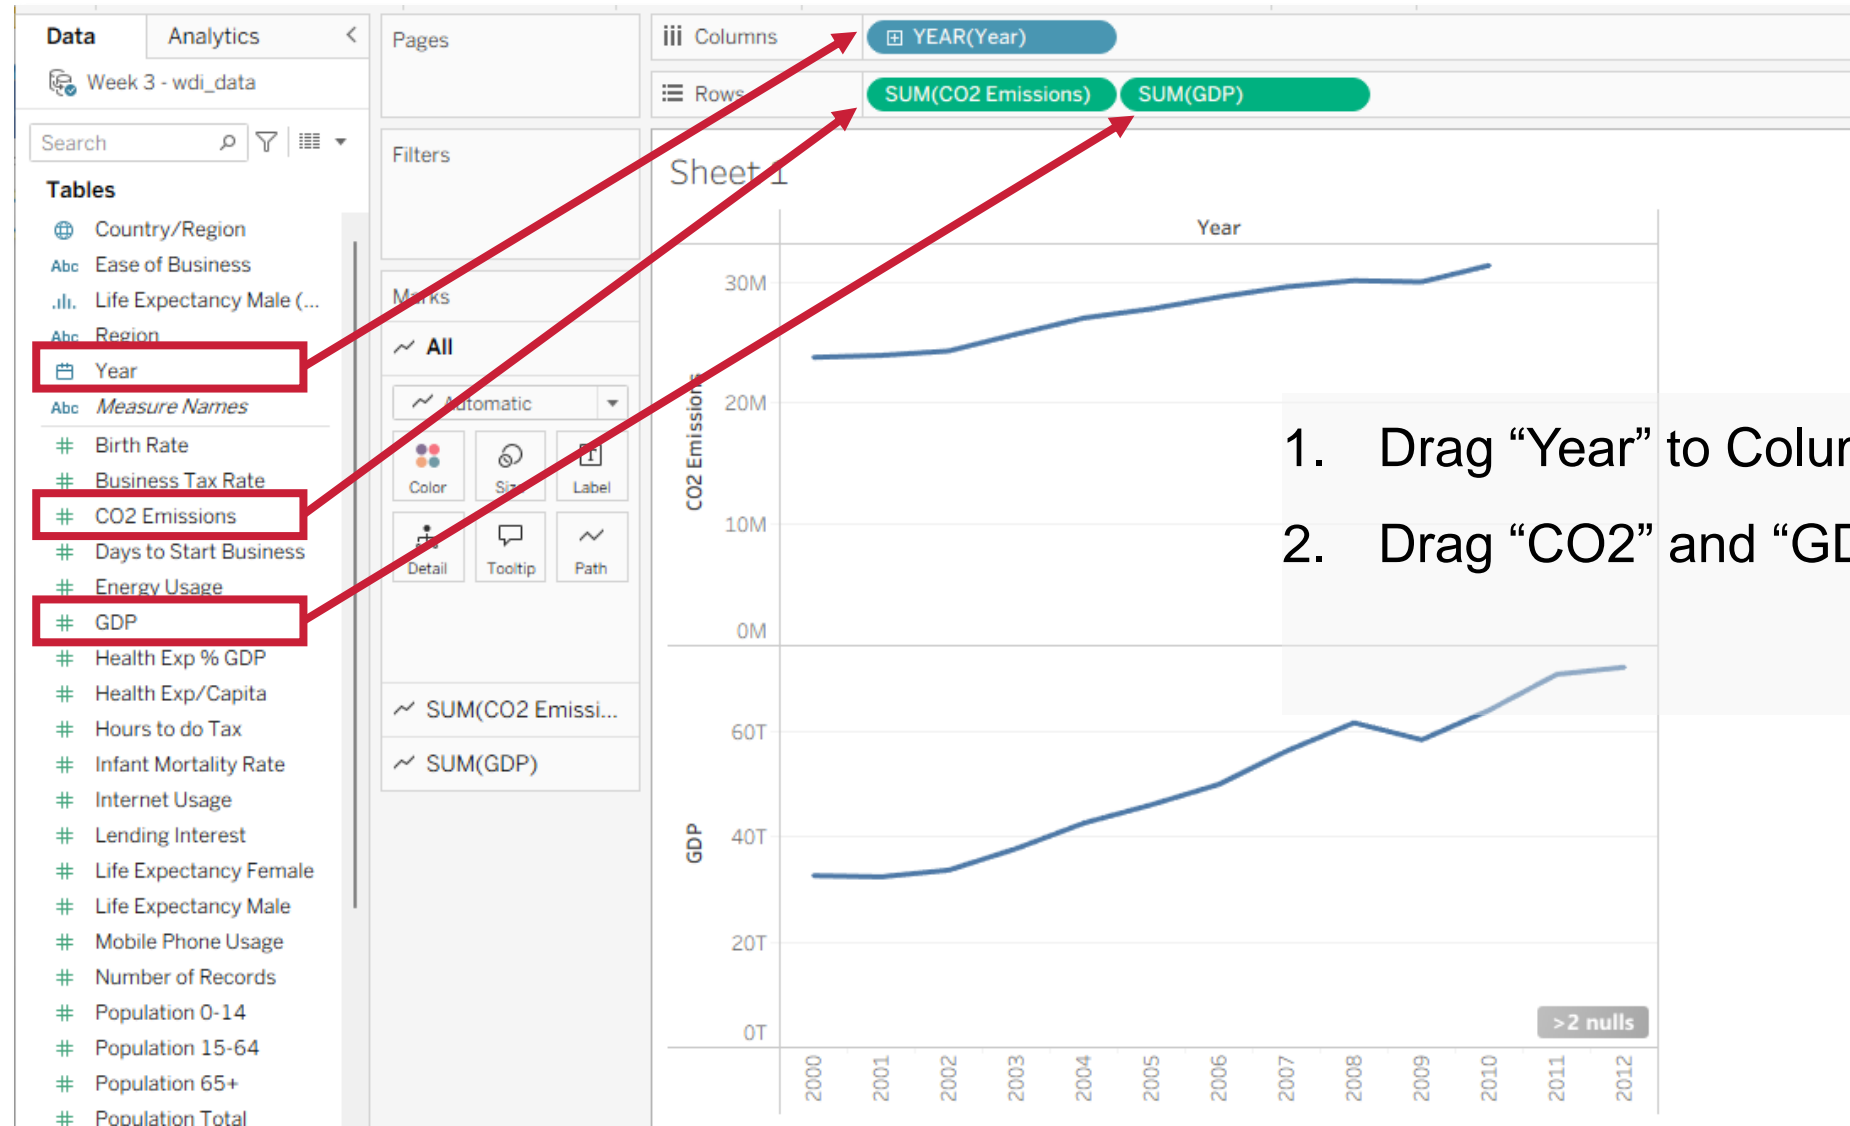 Data Analytics
Week 3 - wdi_data
Search
Tables
Country/Region
Abc Ease of Business
Life Expectancy Male (...
Abc Region
Year
Abc Measure Names
Birth Rate
Business Tax Rate
CO2 Emissions
Days to Start Business
Energy Usage
GDP
Health Exp % GDP
Health Exp/Capita
Hours to do Tax
Infant Mortality Rate
Internet Usage
Lending Interest
Life Expectancy Female
Life Expectancy Male
Mobile Phone Usage
Number of Records
Population 0-14
Population 15-64
Population 65+
Population Total
Pages
Filters
Marks
All
Automatic
Color Size Label
Detail Tooltip Path
SUM(CO2 Emissi...
SUM(GDP)
Columns YEAR(Year)
Rows SUM(CO2 Emissions) SUM(GDP)
Sheet 1
Year
CO2 Emissions
30M
20M
10M
0M
GDP
60T
40T
20T
0T
>2 nulls
2000 2001 2002 2003 2004 2005 2006 2007 2008 2009 2010 2011 2012
1. Drag “Year” to Colu
2. Drag “CO2” and “G